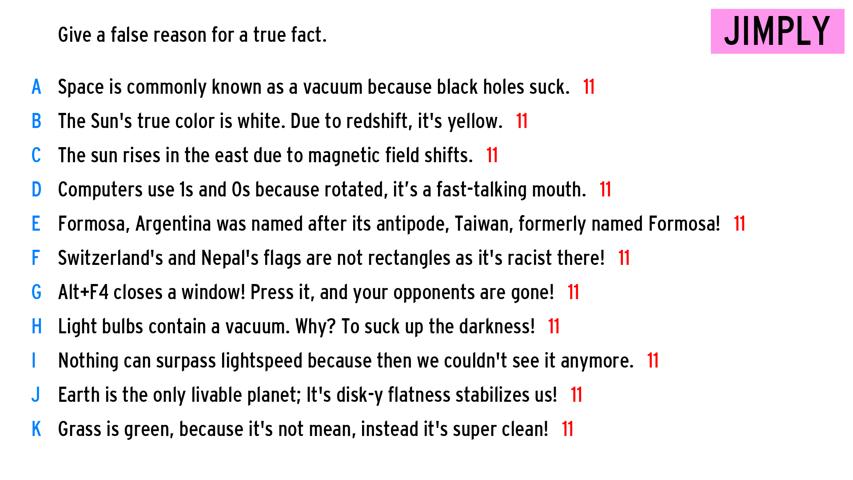 Give a false reason for a true fact.
JIMPLY
A Space is commonly known as a vacuum because black holes suck. 11
B The Sun's true color is white. Due to redshift, it's yellow. 11
C The sun rises in the east due to magnetic field shifts. 11
D Computers use 1s and 0s because rotated, it’s a fast-talking mouth. 11
E Formosa, Argentina was named after its antipode, Taiwan, formerly named Formosa! 11
F Switzerland's and Nepal's flags are not rectangles as it's racist there! 11
G Alt+F4 closes a window! Press it, and your opponents are gone! 11
H Light bulbs contain a vacuum. Why? To suck up the darkness! 11
I Nothing can surpass lightspeed because then we couldn't see it anymore. 11
J Earth is the only livable planet; It's disk-y flatness stabilizes us! 11
K Grass is green, because it's not mean, instead it's super clean! 11